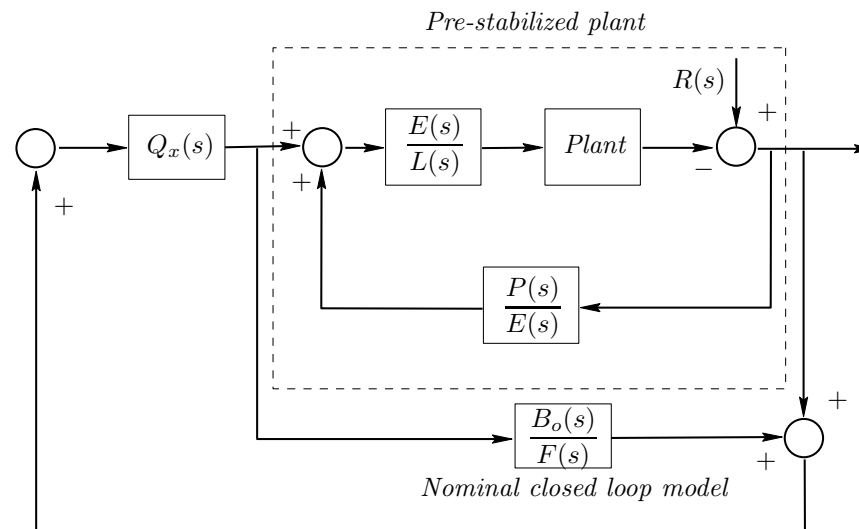 Pre-stabilized plant
R(s)
+
Q_x(s)
+
E(s)
L(s)
Plant
+
−
+
P(s)
E(s)
+
B_o(s)
F(s)
+
Nominal closed loop model